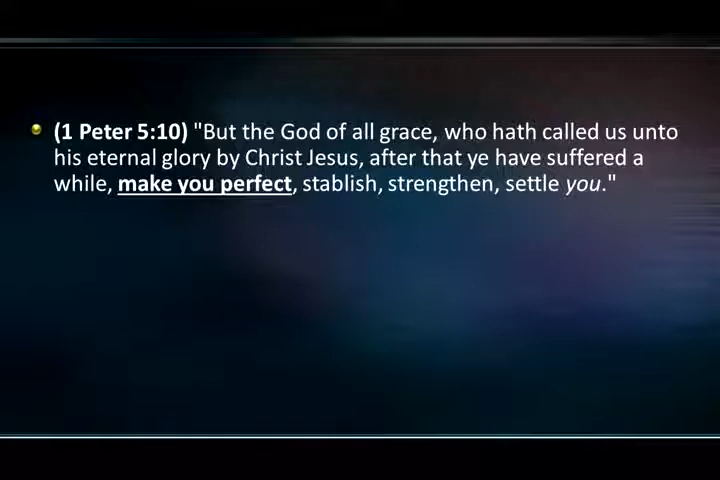 (1 Peter 5:10) "But the God of all grace, who hath called us unto
his eternal glory by Christ Jesus, after that ye have suffered a
while, make you perfect, stablish, strengthen, settle you."